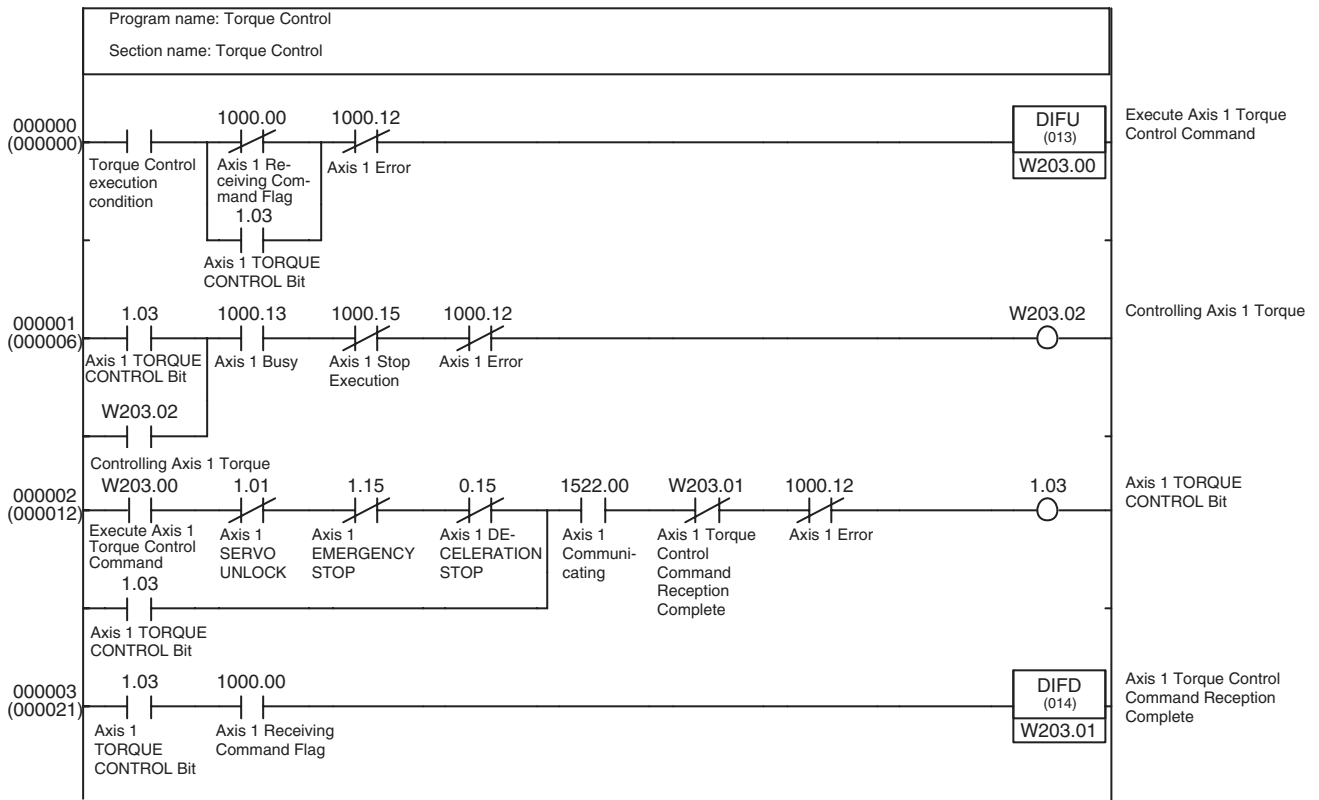 Program name: Torque Control
Section name: Torque Control
000000
(000000)
Torque Control
execution
condition
1000.00
Axis 1 Re-
ceiving Com-
mand Flag
1000.12
Axis 1 Error
DIFU
(013)
W203.00
Execute Axis 1 Torque
Control Command
1.03
Axis 1 TORQUE
CONTROL Bit
000001
(000006)
1.03
Axis 1 TORQUE
CONTROL Bit
1000.13
Axis 1 Busy
1000.15
Axis 1 Stop
Execution
1000.12
Axis 1 Error
W203.02
Controlling Axis 1 Torque
W203.02
Controlling Axis 1 Torque
000002
(000012)
W203.00
Execute Axis 1
Torque Control
Command
1.01
Axis 1
SERVO
UNLOCK
1.15
Axis 1
EMERGENCY
STOP
0.15
Axis 1 DE-
CELERATION
STOP
1522.00
Axis 1
Communi-
cating
W203.01
Axis 1 Torque
Control
Command
Reception
Complete
1000.12
Axis 1 Error
1.03
Axis 1 TORQUE
CONTROL Bit
1.03
Axis 1 TORQUE
CONTROL Bit
000003
(000021)
1.03
Axis 1
TORQUE
CONTROL Bit
1000.00
Axis 1 Receiving
Command Flag
DIFD
(014)
W203.01
Axis 1 Torque Control
Command Reception
Complete